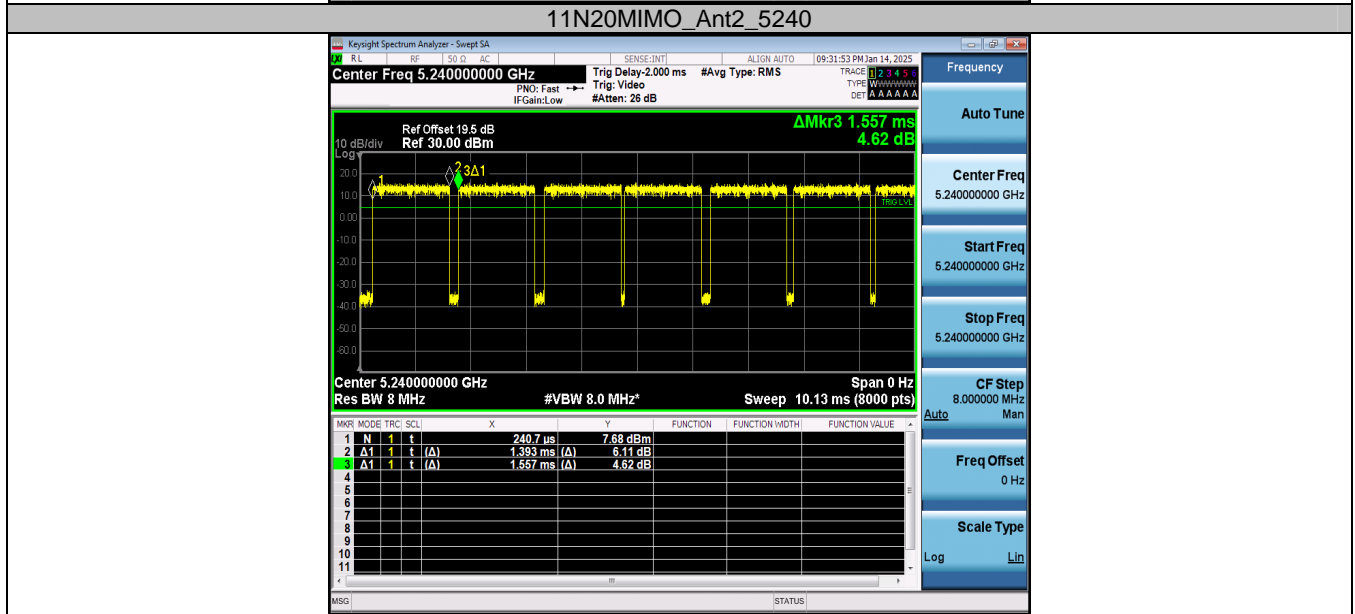 11N20MIMO_Ant2_5240
Keysight Spectrum Analyzer - Swept SA
LXI RL RF 50 Ω AC SENSE:INT ALIGN AUTO 09:31:53 PM Jan 14, 2025
Center Freq 5.240000000 GHz
Trig Delay-2.000 ms #Avg Type: RMS
TRACE 1 2 3 4 5 6
PNO: Fast Trig: Video
TYPE WWWWWW
IFGain:Low #Atten: 26 dB
DET A A A A A A
Frequency
Auto Tune
Center Freq
5.240000000 GHz
Start Freq
5.240000000 GHz
Stop Freq
5.240000000 GHz
CF Step
8.000000 MHz
Auto Man
Freq Offset
0 Hz
Scale Type
Log Lin
ΔMkr3 1.557 ms
4.62 dB
Ref Offset 19.5 dB
10 dB/div Ref 30.00 dBm
Log
20.0
10.0
0.00
-10.0
-20.0
-30.0
-40.0
-50.0
-60.0
1
2
3Δ1
TRIG LVL
Center 5.240000000 GHz Span 0 Hz
Res BW 8 MHz #VBW 8.0 MHz* Sweep 10.13 ms (8000 pts)
MKR MODE TRC SCL X Y FUNCTION FUNCTION WIDTH FUNCTION VALUE
1 N 1 t 240.7 µs 7.68 dBm
2 Δ1 1 t (Δ) 1.393 ms (Δ) 6.11 dB
3 Δ1 1 t (Δ) 1.557 ms (Δ) 4.62 dB
4
5
6
7
8
9
10
11
MSG STATUS